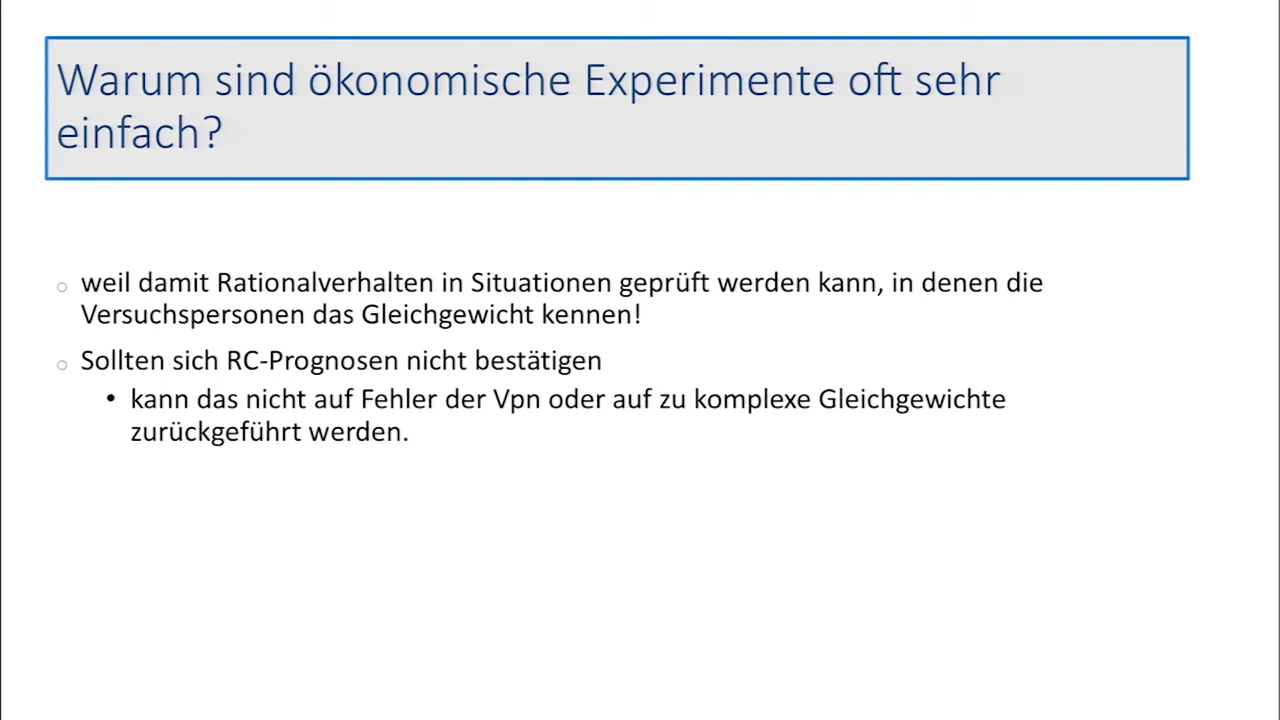 Warum sind ökonomische Experimente oft sehr
einfach?
weil damit Rationalverhalten in Situationen geprüft werden kann, in denen die
Versuchspersonen das Gleichgewicht kennen!
Sollten sich RC-Prognosen nicht bestätigen
• kann das nicht auf Fehler der Vpn oder auf zu komplexe Gleichgewichte
zurückgeführt werden.